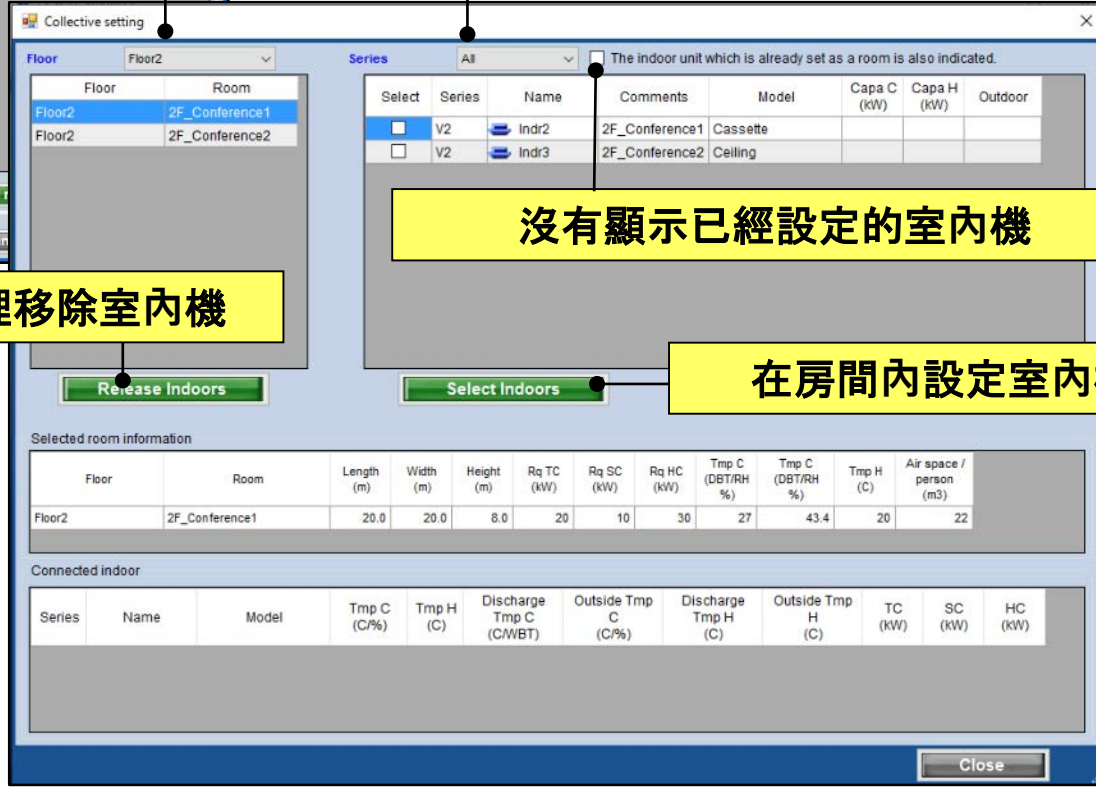 Collective setting
Floor Floor2 Series All The indoor unit which is already set as a room is also indicated.
Floor Room
Floor2 2F_Conference1
Floor2 2F_Conference2
Select Series Name Comments Model Capa C (kW) Capa H (kW) Outdoor
V2 Indr2 2F_Conference1 Cassette
V2 Indr3 2F_Conference2 Ceiling
沒有顯示已經設定的室內機
移除室內機
Release Indoors Select Indoors
在房間內設定室內
Selected room information
Floor Room Length (m) Width (m) Height (m) Rq TC (kW) Rq SC (kW) Rq HC (kW) Tmp C (DBT/RH %) Tmp C (DBT/RH %) Tmp H (C) Air space / person (m3)
Floor2 2F_Conference1 20.0 20.0 8.0 20 10 30 27 43.4 20 22
Connected indoor
Series Name Model Tmp C (C/%) Tmp H (C) Discharge Tmp C (C/WBT) Outside Tmp C (C/%) Discharge Tmp H (C) Outside Tmp H (C) TC (kW) SC (kW) HC (kW)
Close